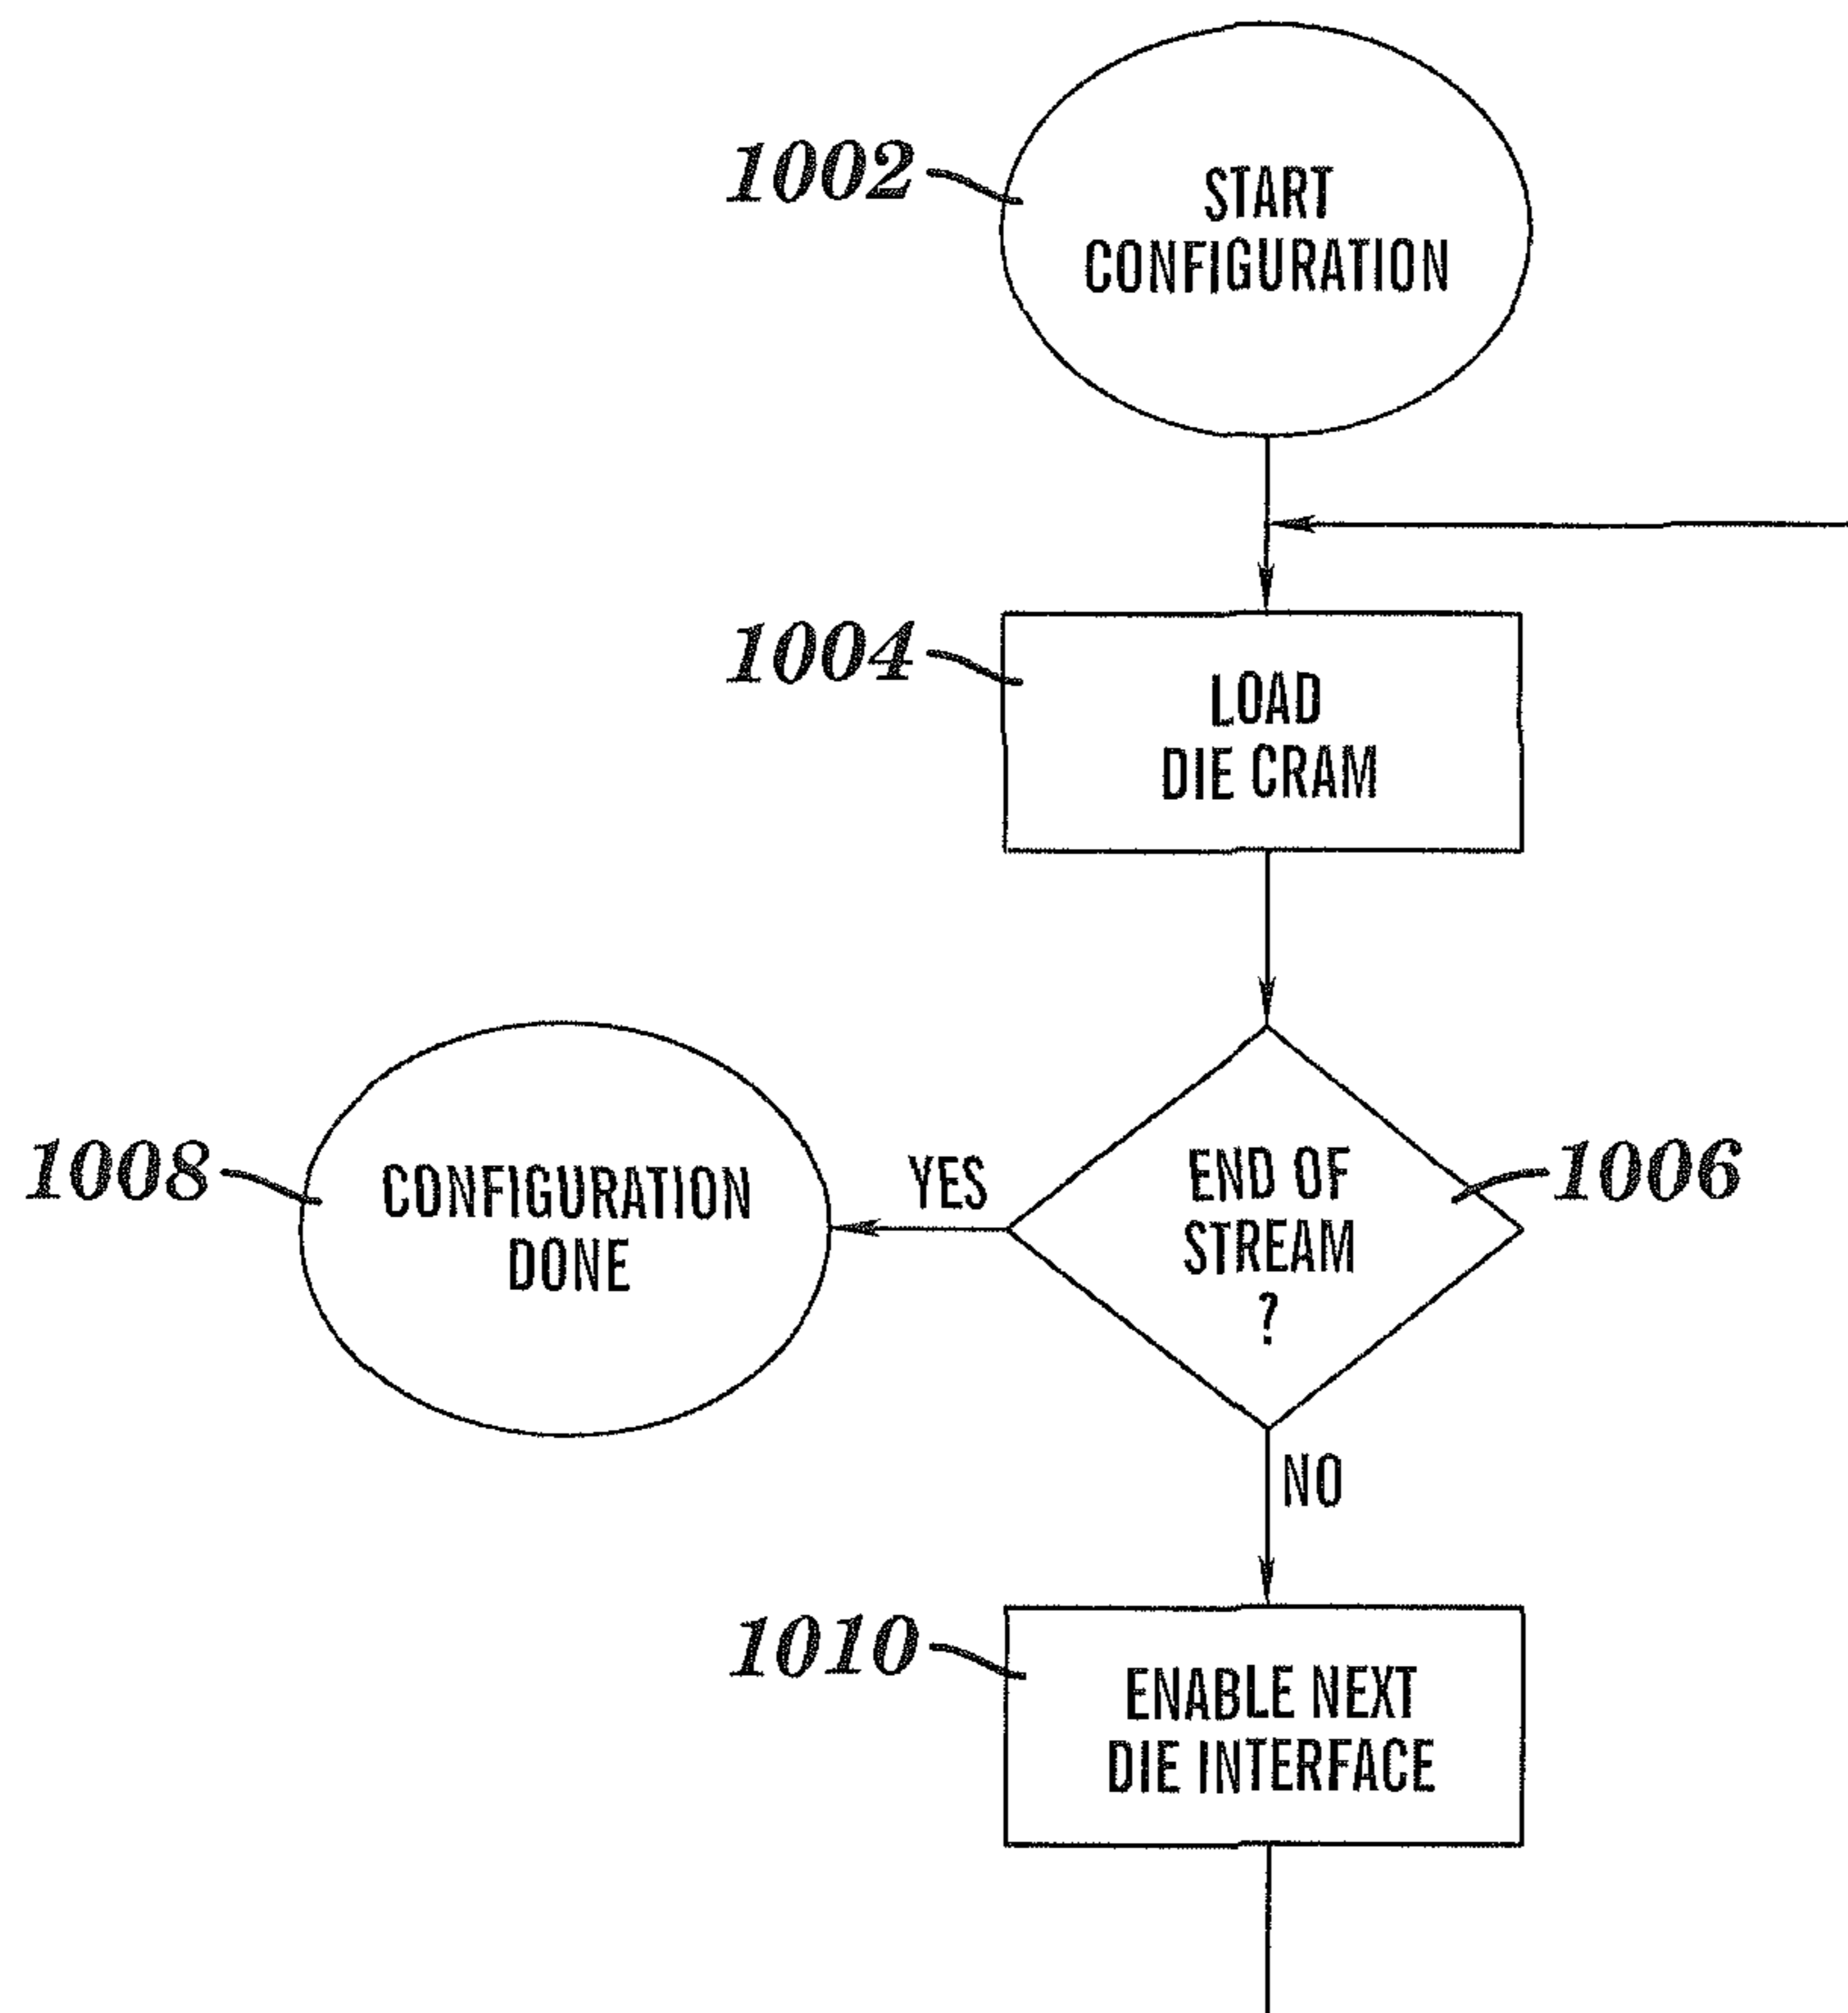 1002
START
CONFIGURATION
1004
LOAD
DIE CRAM
1008
CONFIGURATION
DONE
YES
END OF
STREAM
?
1006
NO
1010
ENABLE NEXT
DIE INTERFACE